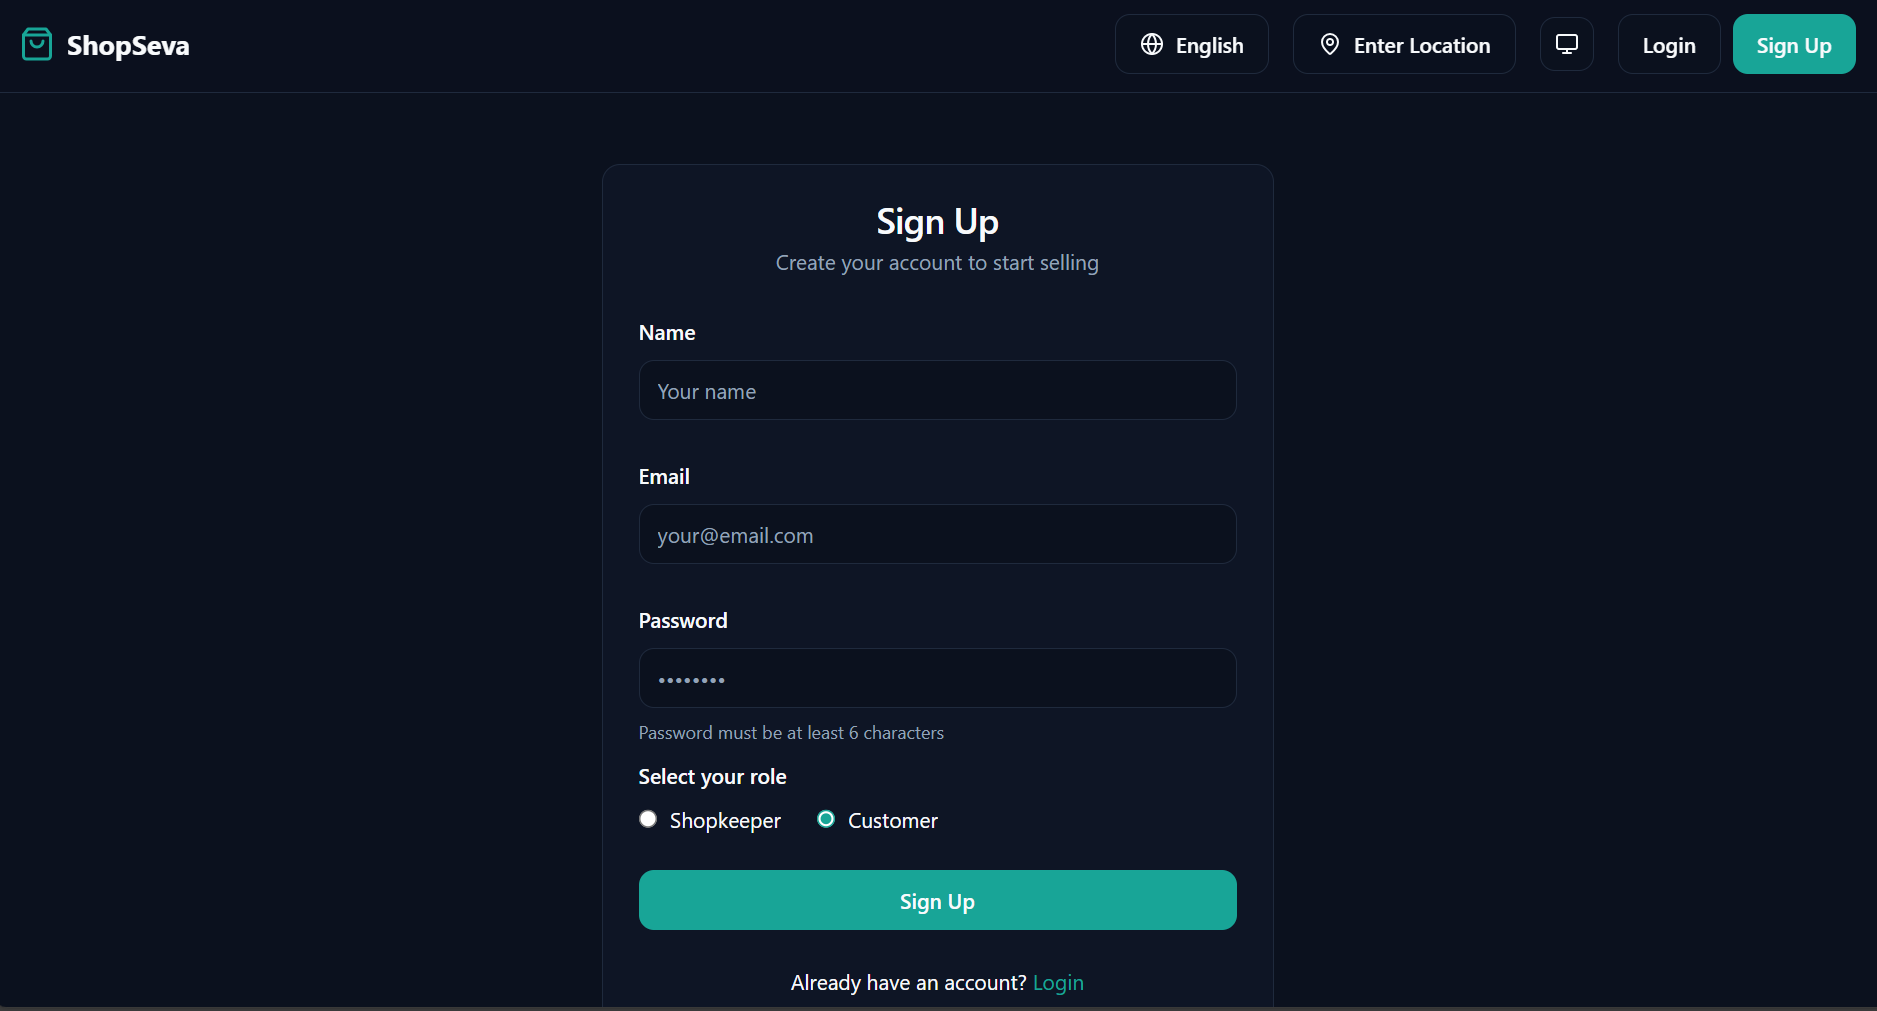 ShopSeva
English
Enter Location
Login
Sign Up
Sign Up
Create your account to start selling
Name
Your name
Email
your@email.com
Password
••••••••
Password must be at least 6 characters
Select your role
Shopkeeper
Customer
Sign Up
Already have an account? Login